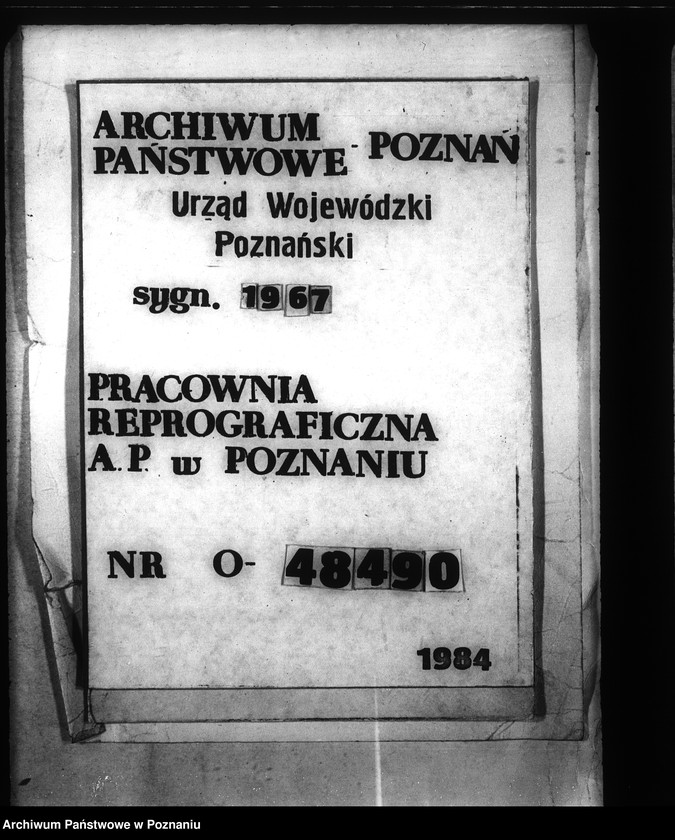 ARCHIWUM
PAŃSTWOWE - POZNAŃ
Urząd Wojewódzki
Poznański
sygn. 1967
PRACOWNIA
REPROGRAFICZNA
A.P. w POZNANIU
NR O- 48490
1984
Archiwum Państwowe w Poznaniu